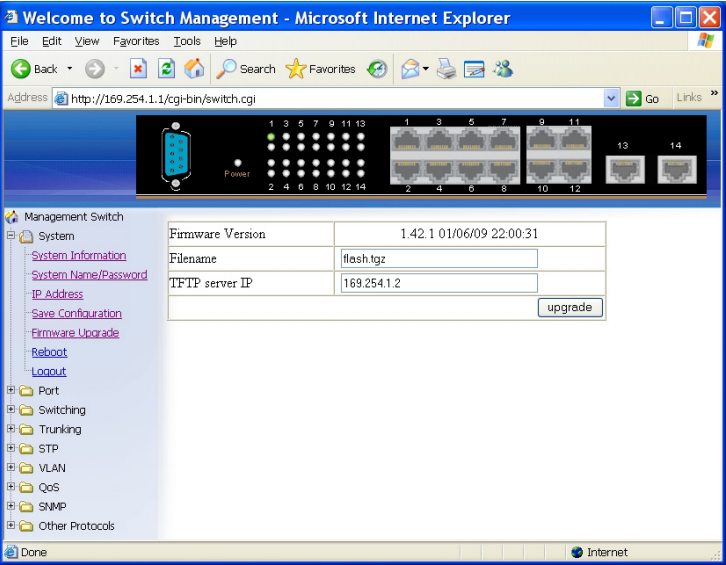 Welcome to Switch Management - Microsoft Internet Explorer
File Edit View Favorites Tools Help
Back Search Favorites
Address http://169.254.1.1/cgi-bin/switch.cgi Go Links »
1 3 5 7 9 11 13
Power
2 4 6 8 10 12 14
1 3 5 7 9 11
13 14
2 4 6 8 10 12
Management Switch
System
System Information
System Name/Password
IP Address
Save Configuration
Firmware Upgrade
Reboot
Logout
Port
Switching
Trunking
STP
VLAN
QoS
SNMP
Other Protocols
Firmware Version 1.42.1 01/06/09 22:00:31
Filename flash.tgz
TFTP server IP 169.254.1.2
upgrade
Done Internet